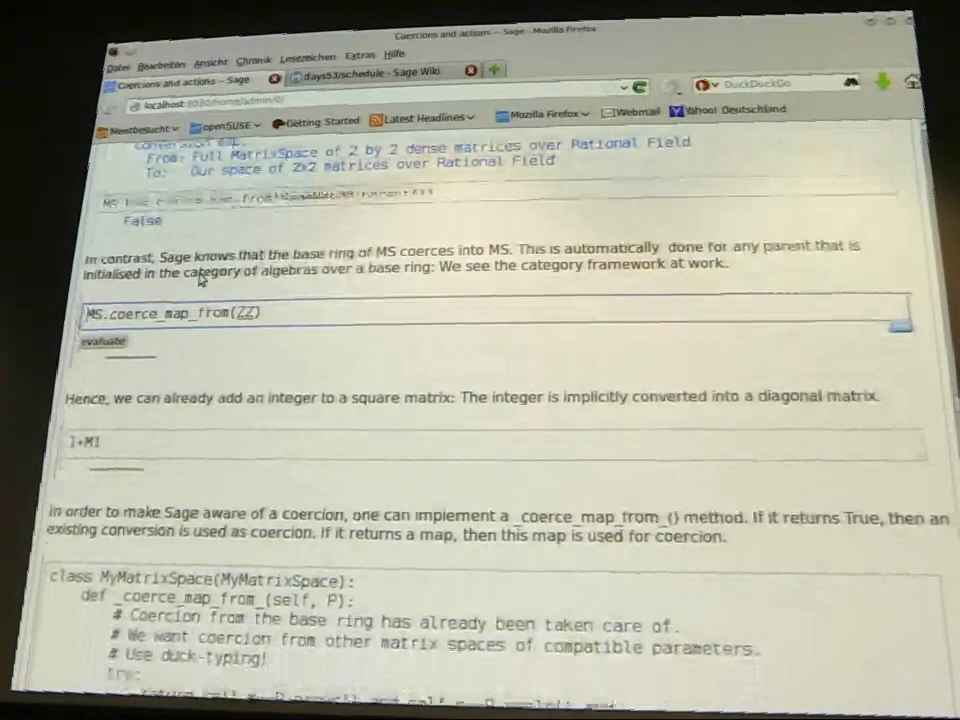 Coercions and actions - Sage - Mozilla Firefox
Datei Bearbeiten Ansicht Chronik Lesezeichen Extras Hilfe
Coercions and actions - Sage
days53/schedule - Sage Wiki
localhost:8080/home/admin/0/
DuckDuckGo
Meistbesucht openSUSE Getting Started Latest Headlines Mozilla Firefox Webmail Yahoo! Deutschland
Conversion map:
From: Full MatrixSpace of 2 by 2 dense matrices over Rational Field
To: Our space of 2x2 matrices over Rational Field
False
In contrast, Sage knows that the base ring of MS coerces into MS. This is automatically done for any parent that is
initialised in the category of algebras over a base ring: We see the category framework at work.
MS.coerce_map_from(ZZ)
evaluate
Hence, we can already add an integer to a square matrix: The integer is implicitly converted into a diagonal matrix.
1+M1
In order to make Sage aware of a coercion, one can implement a _coerce_map_from_() method. If it returns True, then an
existing conversion is used as coercion. If it returns a map, then this map is used for coercion.
class MyMatrixSpace(MyMatrixSpace):
def _coerce_map_from_(self, P):
# Coercion from the base ring has already been taken care of.
# We want coercion from other matrix spaces of compatible parameters.
# Use duck-typing!
try: